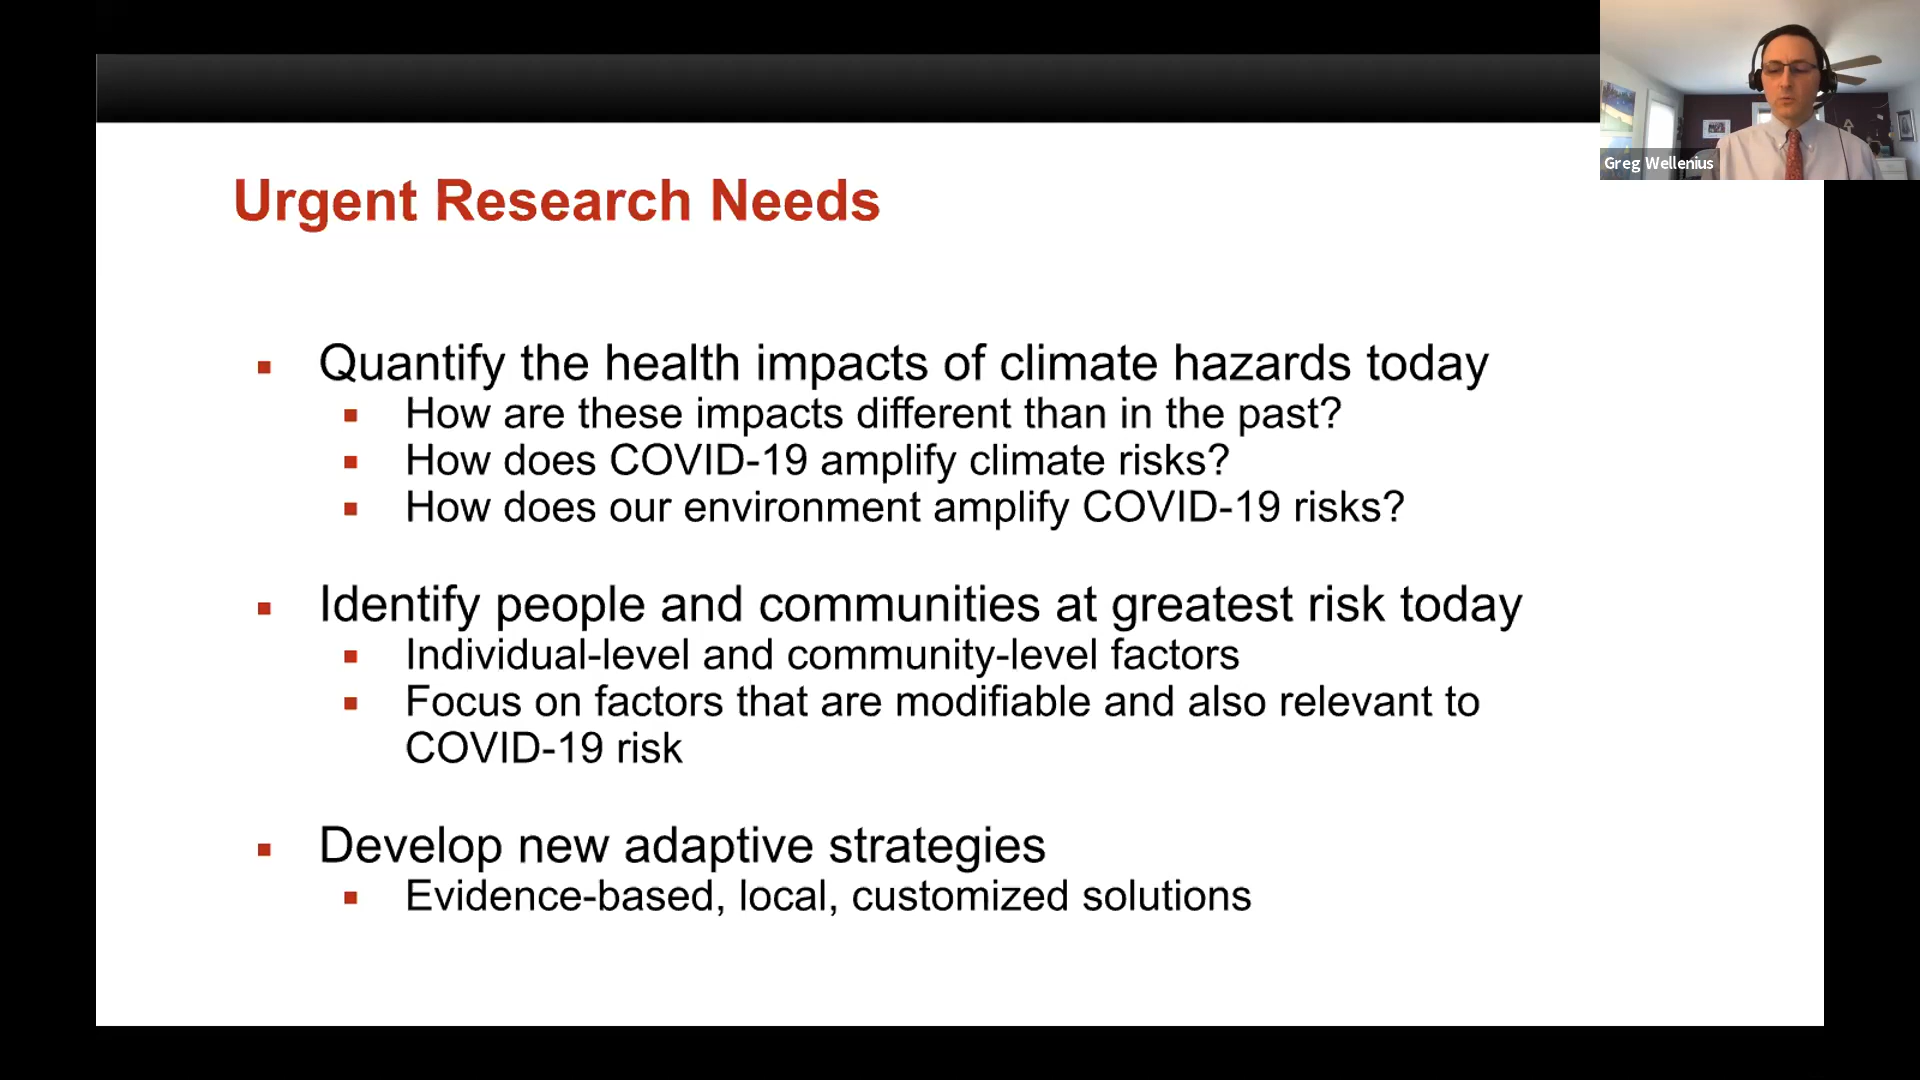 Greg Wellenius
Urgent Research Needs
Quantify the health impacts of climate hazards today
How are these impacts different than in the past?
How does COVID-19 amplify climate risks?
How does our environment amplify COVID-19 risks?
Identify people and communities at greatest risk today
Individual-level and community-level factors
Focus on factors that are modifiable and also relevant to
COVID-19 risk
Develop new adaptive strategies
Evidence-based, local, customized solutions